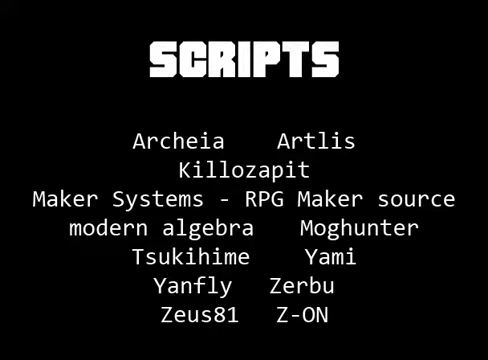 SCRIPTS
Archeia Artlis
Killozapit
Maker Systems - RPG Maker source
modern algebra Moghunter
Tsukihime Yami
Yanfly Zerbu
Zeus81 Z-ON